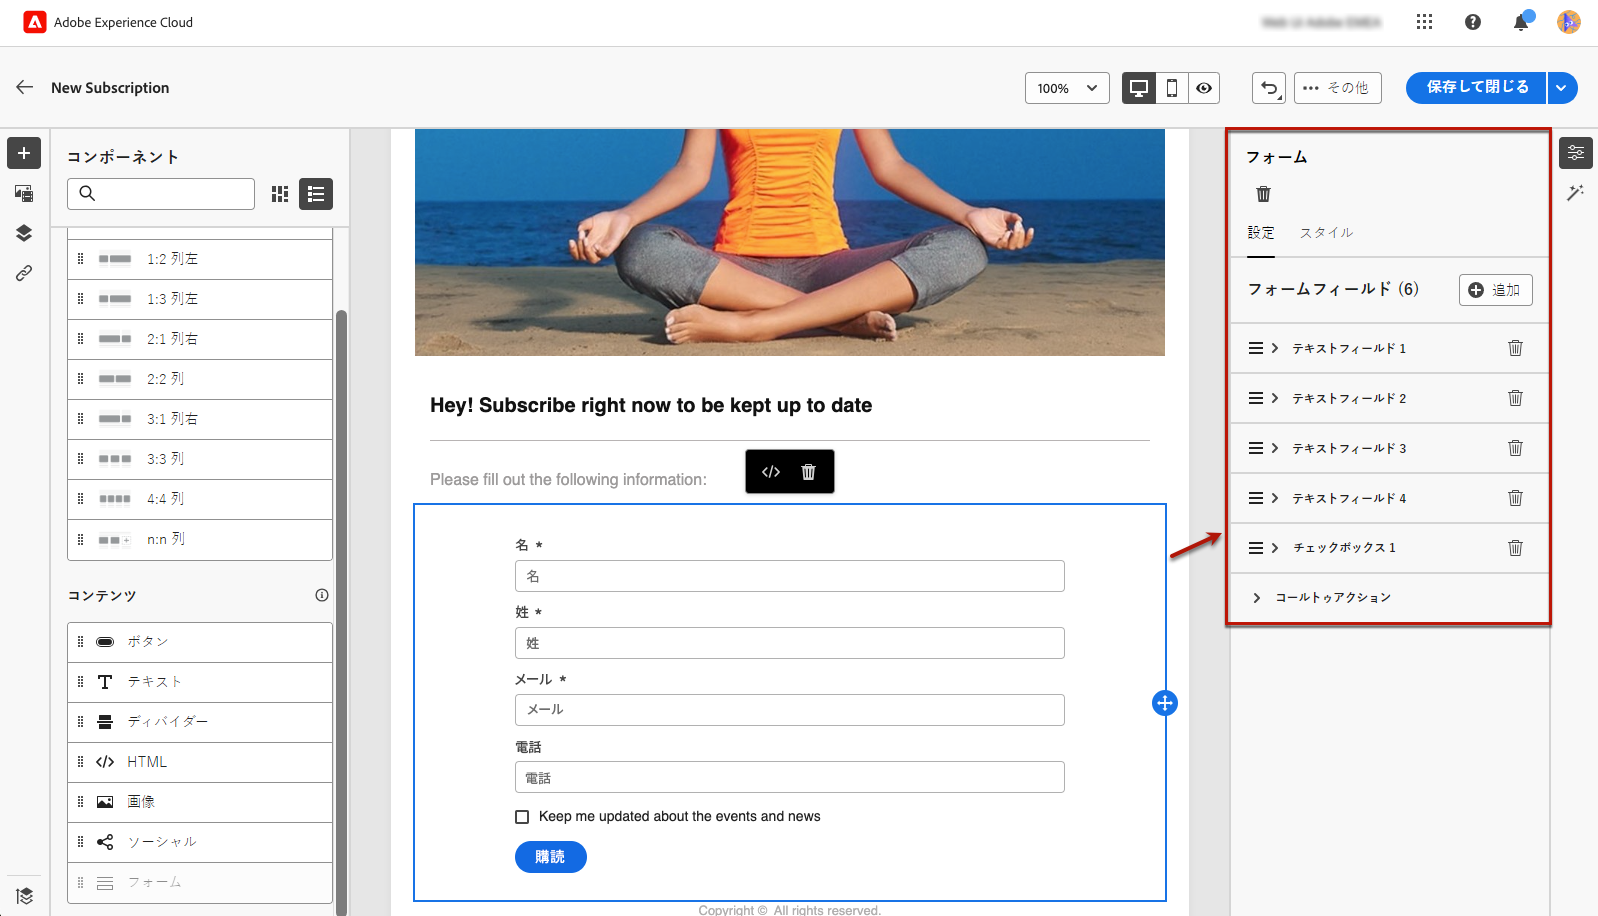 Adobe Experience Cloud
New Subscription
100%
その他
保存して閉じる
コンポーネント
1:2 列左
1:3 列左
2:1 列右
2:2 列
3:1 列右
3:3 列
4:4 列
n:n 列
コンテンツ
ボタン
テキスト
ディバイダー
HTML
画像
ソーシャル
フォーム
Hey! Subscribe right now to be kept up to date
Please fill out the following information:
名 *
名
姓 *
姓
メール *
メール
電話
電話
Keep me updated about the events and news
購読
Copyright © All rights reserved.
フォーム
設定 スタイル
フォームフィールド (6)
追加
テキストフィールド 1
テキストフィールド 2
テキストフィールド 3
テキストフィールド 4
チェックボックス 1
コールトゥアクション